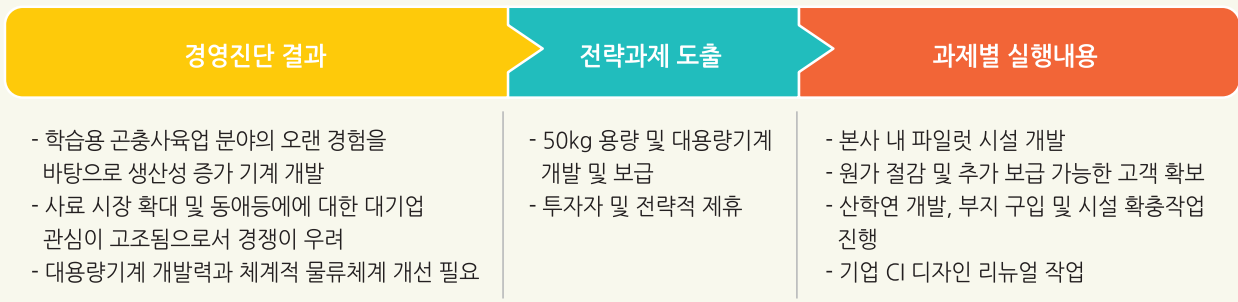 경영진단 결과
전략과제 도출
과제별 실행내용
- 학습용 곤충사육업 분야의 오랜 경험을
바탕으로 생산성 증가 기계 개발
- 사료 시장 확대 및 동애등에에 대한 대기업
관심이 고조됨으로서 경쟁이 우려
- 대용량기계 개발력과 체계적 물류체계 개선 필요
- 50kg 용량 및 대용량기계
개발 및 보급
- 투자자 및 전략적 제휴
- 본사 내 파일럿 시설 개발
- 원가 절감 및 추가 보급 가능한 고객 확보
- 산학연 개발, 부지 구입 및 시설 확충작업
진행
- 기업 CI 디자인 리뉴얼 작업